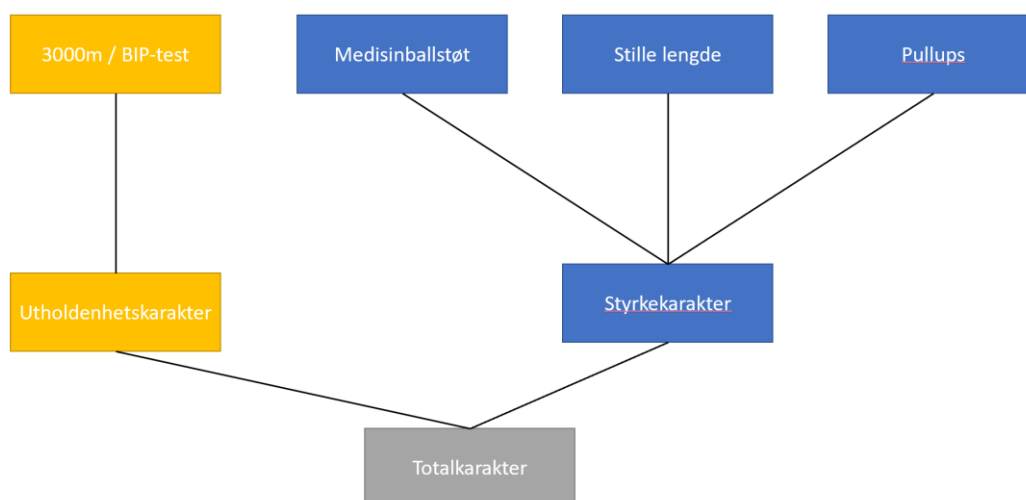 3000m / BIP-test
Medisinballstøt
Stille lengde
Pullups
Utholdenhetskarakter
Styrkekarakter
Totalkarakter